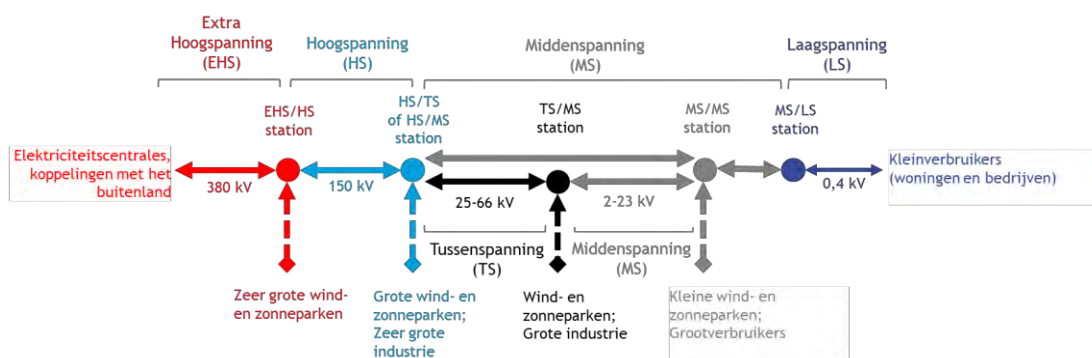 Extra
Hoogspanning
(EHS)
Hoogspanning
(HS)
Middenspanning
(MS)
Laagspanning
(LS)
EHS/HS
station
HS/TS
of HS/MS
station
TS/MS
station
MS/MS
station
MS/LS
station
Elektriciteitscentrales,
koppelingen met het
buitenland
380 kV
150 kV
25-66 kV
2-23 kV
0,4 kV
Kleinverbruikers
(woningen en bedrijven)
Tussenspanning
(TS)
Middenspanning
(MS)
Zeer grote wind-
en zonneparken
Grote wind- en
zonneparken;
Zeer grote
industrie
Wind- en
zonneparken;
Grote industrie
Kleine wind- en
zonneparken;
Grootverbruikers